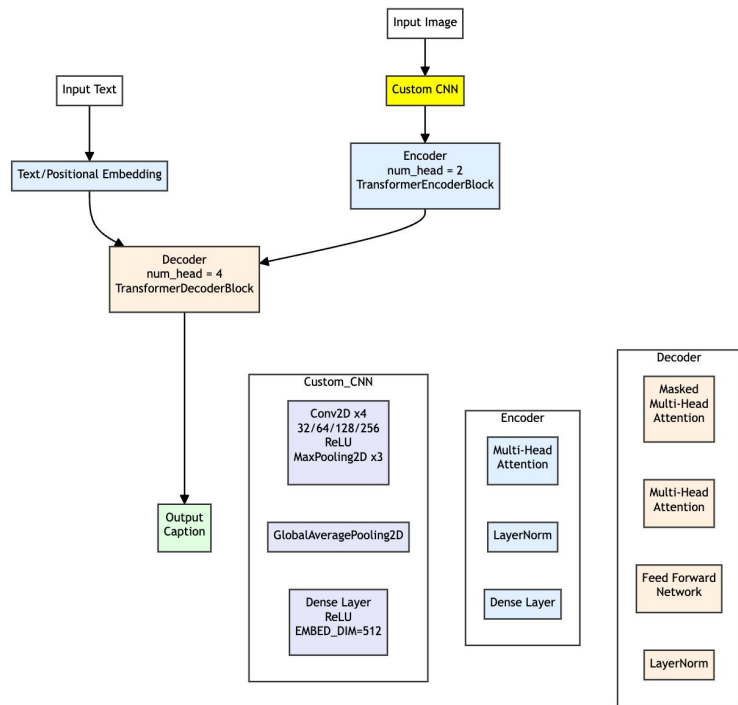 Input Image
Input Text
Custom CNN
Encoder
num_head = 2
TransformerEncoderBlock
Text/Positional Embedding
Decoder
num_head = 4
TransformerDecoderBlock
Output
Caption
Custom_CNN
Conv2D x4
32/64/128/256
ReLU
MaxPooling2D x3
GlobalAveragePooling2D
Dense Layer
ReLU
EMBED_DIM=512
Encoder
Multi-Head
Attention
LayerNorm
Dense Layer
Decoder
Masked
Multi-Head
Attention
Multi-Head
Attention
Feed Forward
Network
LayerNorm